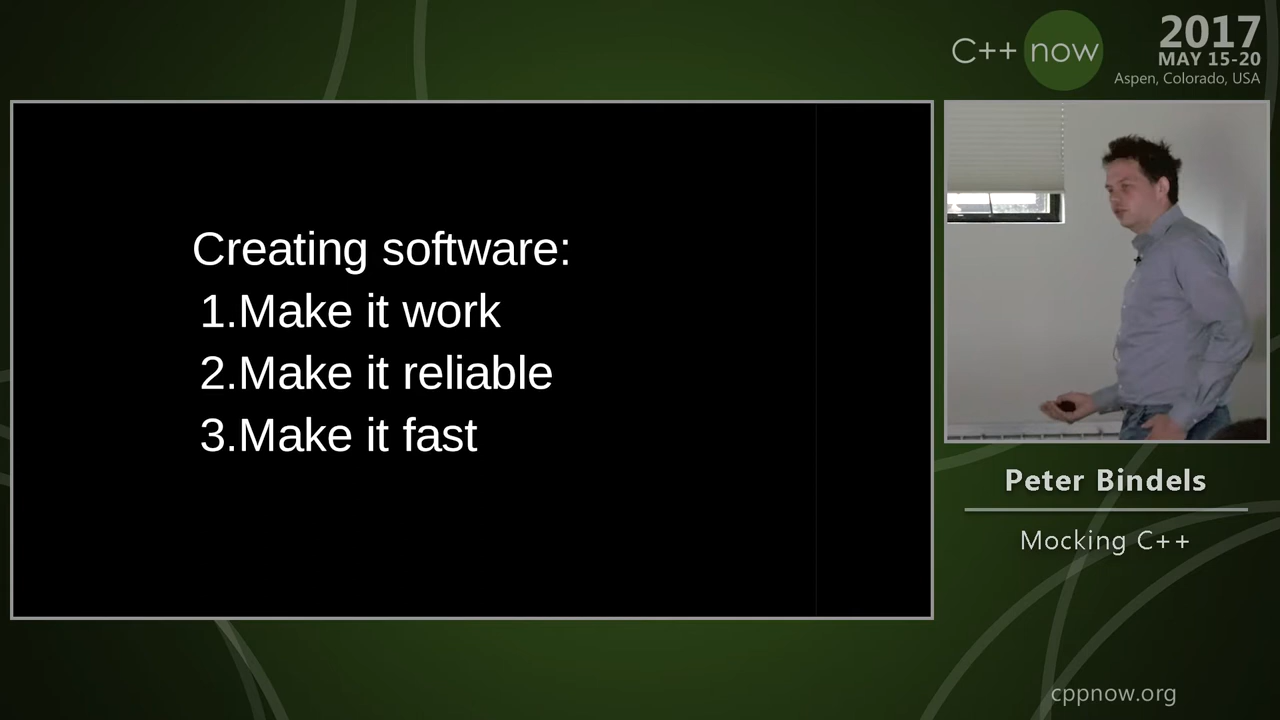 C++ now
2017
MAY 15-20
Aspen, Colorado, USA
Creating software:
1.Make it work
2.Make it reliable
3.Make it fast
Peter Bindels
Mocking C++
cppnow.org